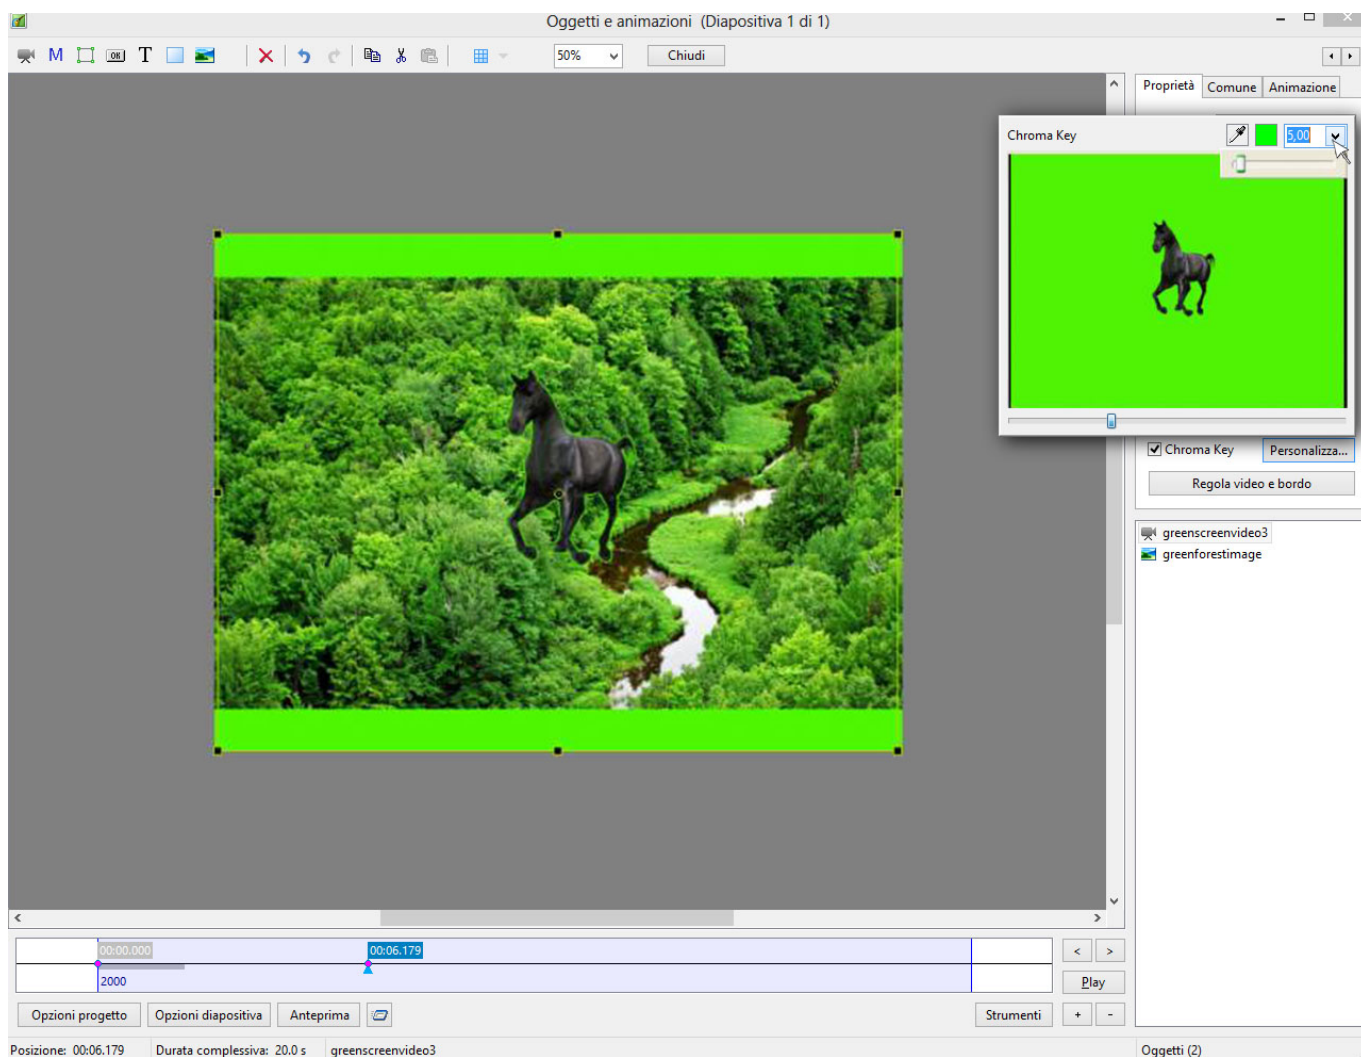 Oggetti e animazioni  (Diapositiva 1 di 1)
M OK T 50% Chiudi
Proprietà Comune Animazione
Chroma Key 5,00
Chroma Key Personalizza...
Regola video e bordo
greenscreenvideo3
greenforestimage
00:00.000 00:06.179
2000
< >
Play
Opzioni progetto Opzioni diapositiva Anteprima Strumenti + -
Posizione: 00:06.179 Durata complessiva: 20.0 s greenscreenvideo3 Oggetti (2)